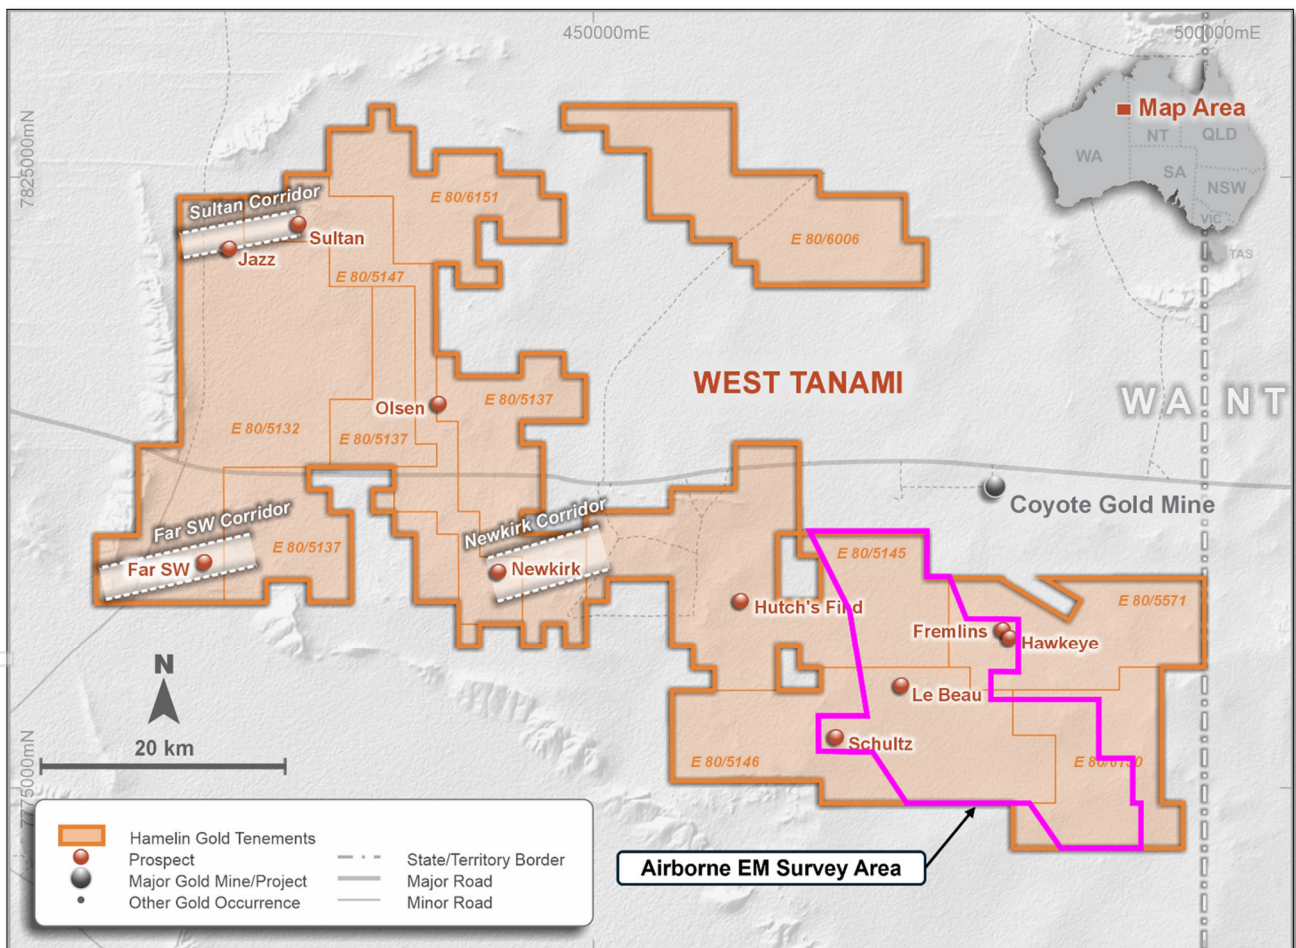 450000mE
500000mE
7825000mN
7775000mN
Map Area
WA
NT
QLD
SA
NSW
VIC
TAS
E 80/6151
Sultan Corridor
Sultan
Jazz
E 80/5147
E 80/6006
WEST TANAMI
WA NT
Olsen
E 80/5137
E 80/5132
E 80/5137
Coyote Gold Mine
Far SW Corridor
Newkirk Corridor
E 80/5137
Far SW
Newkirk
E 80/5145
Hutch's Find
E 80/5571
Fremlins
Hawkeye
Le Beau
Schultz
E 80/5146
E 80/6150
N
20 km
Airborne EM Survey Area
Hamelin Gold Tenements
Prospect
Major Gold Mine/Project
Other Gold Occurrence
State/Territory Border
Major Road
Minor Road